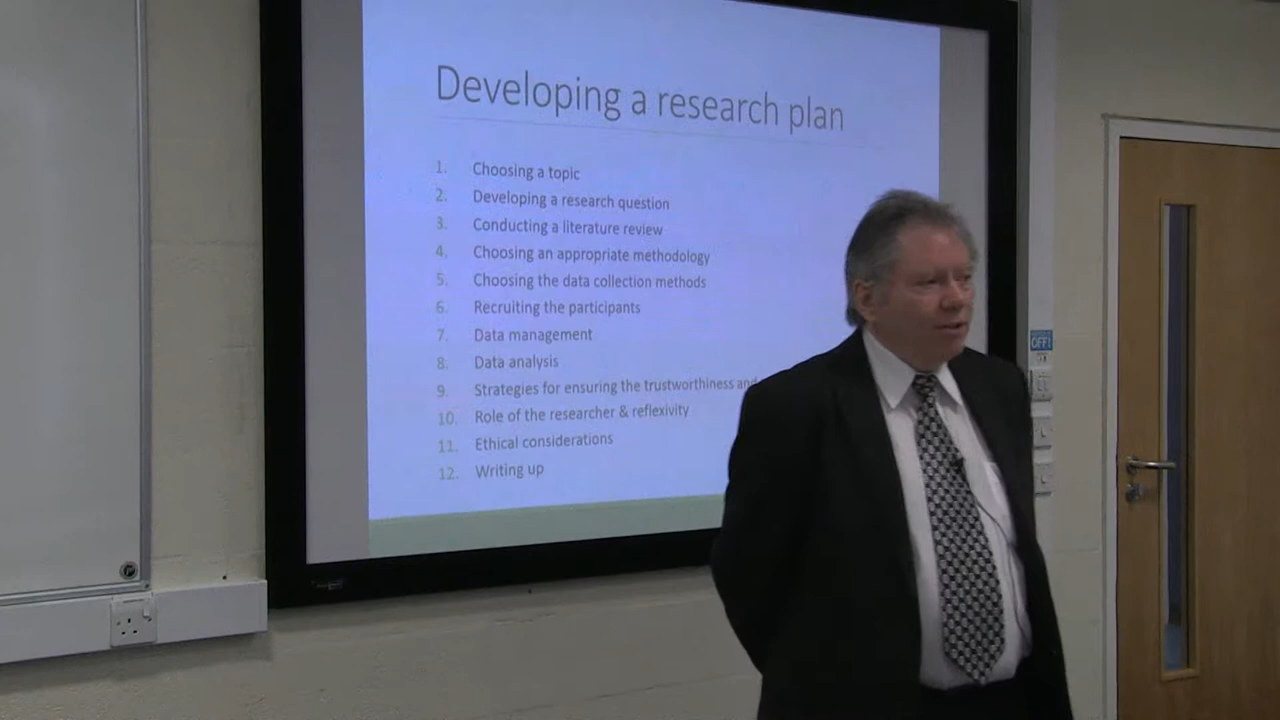 Developing a research plan
1. Choosing a topic
2. Developing a research question
3. Conducting a literature review
4. Choosing an appropriate methodology
5. Choosing the data collection methods
6. Recruiting the participants
7. Data management
8. Data analysis
9. Strategies for ensuring the trustworthiness and
10. Role of the researcher & reflexivity
11. Ethical considerations
12. Writing up
OFF!